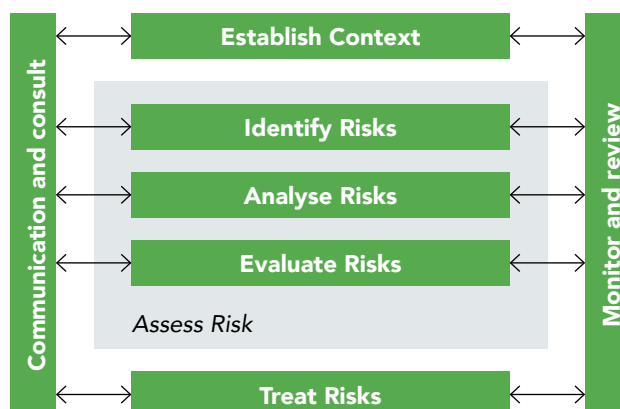 Communication and consult
Establish Context
Identify Risks
Analyse Risks
Evaluate Risks
Assess Risk
Treat Risks
Monitor and review